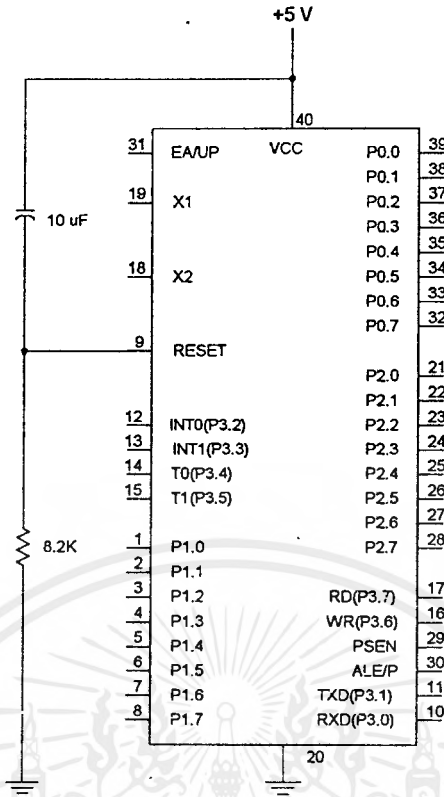 +5 V
40
31 EA/UP VCC P0.0 39
P0.1 38
19 X1 P0.2 37
P0.3 36
10 uF
P0.4 35
18 X2 P0.5 34
P0.6 33
P0.7 32
9 RESET
P2.0 21
P2.1 22
12 INT0(P3.2) P2.2 23
13 INT1(P3.3) P2.3 24
14 T0(P3.4) P2.4 25
15 T1(P3.5) P2.5 26
P2.6 27
8.2K
1 P1.0 P2.7 28
2 P1.1
3 P1.2 RD(P3.7) 17
4 P1.3 WR(P3.6) 16
5 P1.4 PSEN 29
6 P1.5 ALE/P 30
7 P1.6 TXD(P3.1) 11
8 P1.7 RXD(P3.0) 10
20